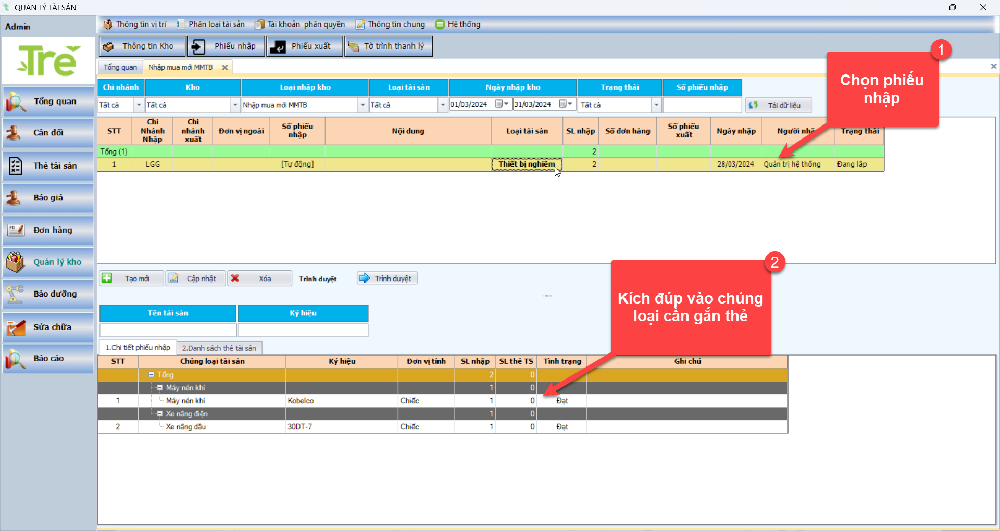 QUẢN LÝ TÀI SẢN
Admin
Thông tin vị trí
Phân loại tài sản
Tài khoản phân quyền
Thông tin chung
Hệ thống
Tre
Thông tin Kho
Phiếu nhập
Phiếu xuất
Tờ trình thanh lý
Tổng quan
Nhập mua mới MMTB
Chi nhánh
Kho
Loại nhập kho
Loại tài sản
Ngày nhập kho
Trạng thái
Số phiếu nhập
Tất cả
Tất cả
Nhập mua mới MMTB
Tất cả
01/03/2024
31/03/2024
Tất cả
Tải dữ liệu
STT
Chi Nhánh Nhập
Chi nhánh xuất
Đơn vị ngoài
Số phiếu nhập
Nội dung
Loại tài sản
SL nhập
Số đơn hàng
Số phiếu xuất
Ngày nhập
Người nhậ
Trạng thái
Tổng (1)
2
1
LGG
[Tự động]
Thiết bị nghiêm
2
28/03/2024
Quản trị hệ thống
Đang lập
1
Chọn phiếu
nhập
Tổng quan
Cân đối
Thẻ tài sản
Báo giá
Đơn hàng
Quản lý kho
Bảo dưỡng
Sửa chữa
Báo cáo
Tạo mới
Cập nhật
Xóa
Trình duyệt
Trình duyệt
2
Kích đúp vào chủng
loại cần gắn thẻ
Tên tài sản
Ký hiệu
1.Chi tiết phiếu nhập
2.Danh sách thẻ tài sản
STT
Chủng loại tài sản
Ký hiệu
Đơn vị tính
SL nhập
SL thẻ TS
Tình trạng
Ghi chú
Tổng
2
0
Máy nén khí
1
0
1
Máy nén khí
Kobelco
Chiếc
1
0
Đạt
Xe nâng điện
1
0
2
Xe nâng dầu
30DT-7
Chiếc
1
0
Đạt